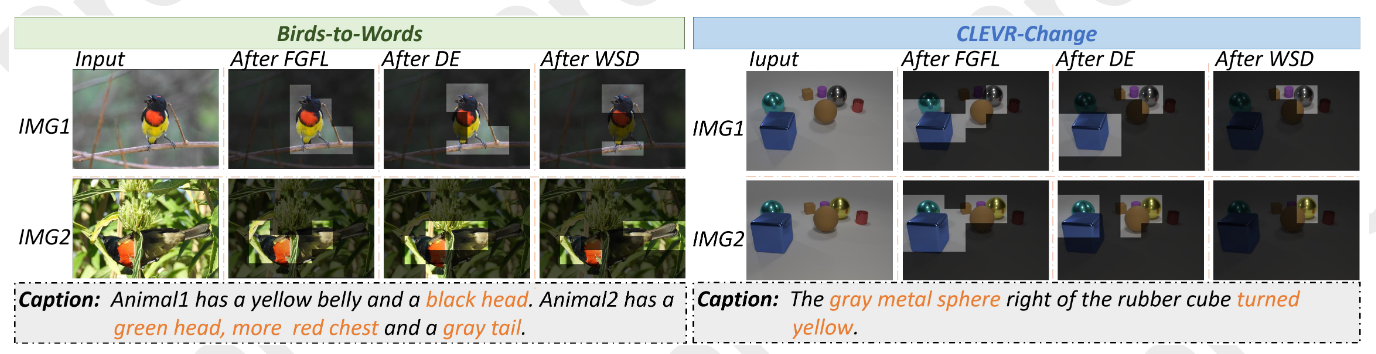 Birds-to-Words
CLEVR-Change
Input After FGFL After DE After WSD
Iuput After FGFL After DE After WSD
IMG1
IMG1
IMG2
IMG2
Caption: Animal1 has a yellow belly and a black head. Animal2 has a
green head, more red chest and a gray tail.
Caption: The gray metal sphere right of the rubber cube turned
yellow.